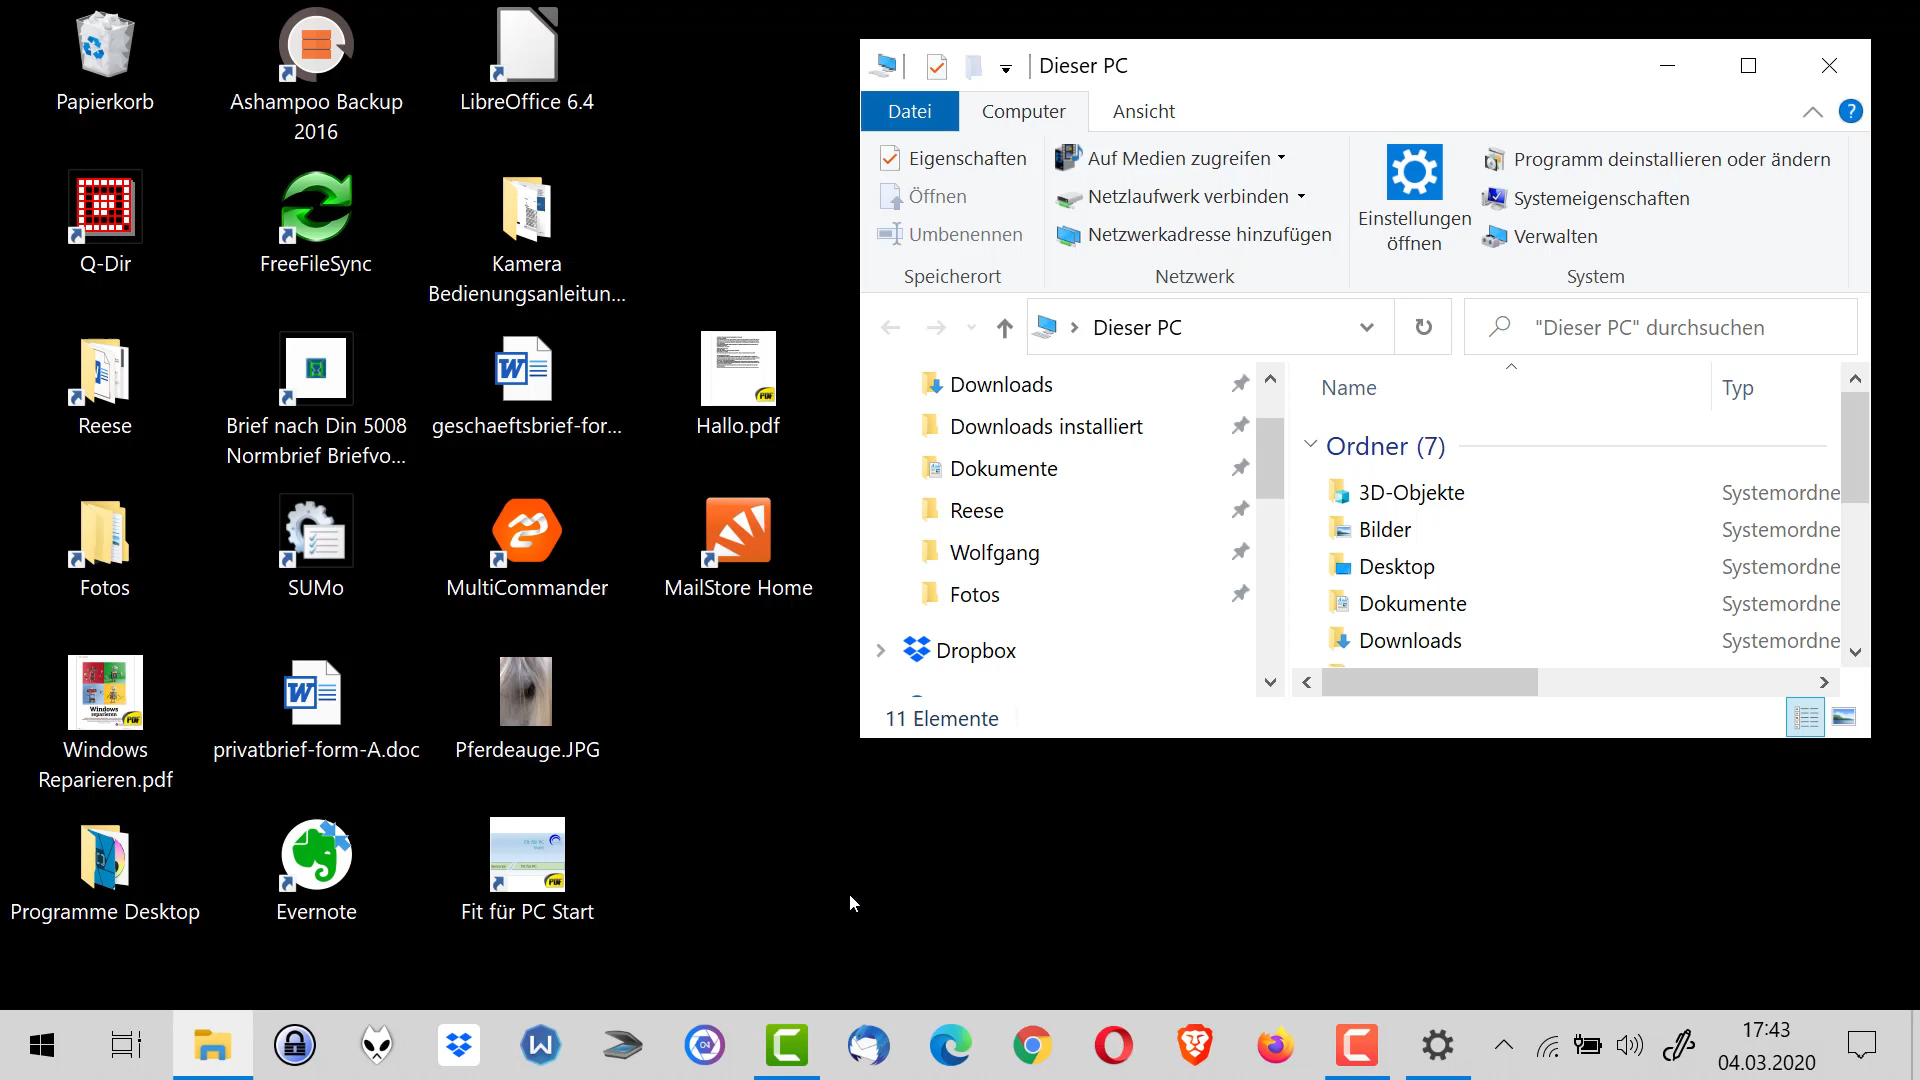 Papierkorb
Ashampoo Backup
2016
LibreOffice 6.4
Q-Dir
FreeFileSync
Kamera
Bedienungsanleitun...
Reese
Brief nach Din 5008
Normbrief Briefvo...
geschaeftsbrief-for...
Hallo.pdf
Fotos
SUMo
MultiCommander
MailStore Home
Windows
reparieren
PDF
Windows
Reparieren.pdf
privatbrief-form-A.doc
Pferdeauge.JPG
Programme Desktop
Evernote
Fit für PC Start
Dieser PC
Datei
Computer
Ansicht
Eigenschaften
Öffnen
Umbenennen
Speicherort
Auf Medien zugreifen
Netzlaufwerk verbinden
Netzwerkadresse hinzufügen
Netzwerk
Einstellungen
öffnen
Programm deinstallieren oder ändern
Systemeigenschaften
Verwalten
System
Dieser PC
"Dieser PC" durchsuchen
Downloads
Downloads installiert
Dokumente
Reese
Wolfgang
Fotos
Dropbox
Name
Typ
Ordner (7)
3D-Objekte Systemordne
Bilder Systemordne
Desktop Systemordne
Dokumente Systemordne
Downloads Systemordne
11 Elemente
17:43
04.03.2020